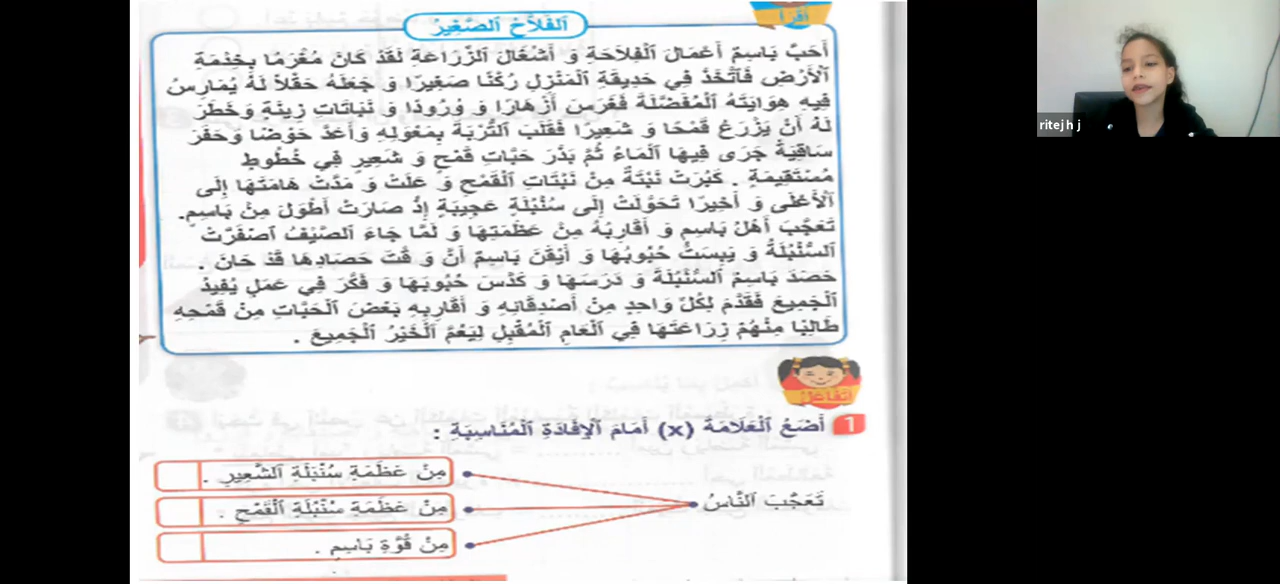 اَقْرَأُ
اَلْفَلَّاحُ اَلصَّغِيرُ
أَحَبَّ بَاسِمٌ أَعْمَالَ اَلْفِلَاحَةِ وَ أَشْغَالَ اَلزِّرَاعَةِ لَقَدْ كَانَ مُغْرَمًا بِخِدْمَةِ
اَلْأَرْضِ فَاَتَّخَذَ فِي حَدِيقَةِ اَلْمَنْزِلِ رُكْنًا صَغِيرًا وَ جَعَلَهُ حَقْلًا لَهُ يُمَارِسُ
فِيهِ هِوَايَتَهُ اَلْمُفَضَّلَةَ فَغَرَسَ أَزْهَارًا وَ وُرُودًا وَ نَبَاتَاتِ زِينَةٍ وَ خَطَرَ
لَهُ أَنْ يَزْرَعَ قَمْحًا وَ شَعِيرًا فَقَلَبَ اَلتُّرْبَةَ بِمِعْوَلِهِ وَ أَعَدَّ حَوْضًا وَ حَفَرَ
سَاقِيَةً جَرَى فِيهَا اَلْمَاءُ ثُمَّ بَذَرَ حَبَّاتِ قَمْحٍ وَ شَعِيرٍ فِي خُطُوطٍ
مُسْتَقِيمَةٍ . كَبُرَتْ نَبْتَةٌ مِنْ نَبْتَاتِ اَلْقَمْحِ وَ عَلَتْ وَ مَدَّتْ هَامَتَهَا إِلَى
اَلْأَعْلَى وَ أَخِيرًا تَحَوَّلَتْ إِلَى سُنْبُلَةٍ عَجِيبَةٍ إِذْ صَارَتْ أَطْوَلَ مِنْ بَاسِمٍ.
تَعَجَّبَ أَهْلُ بَاسِمٍ وَ أَقَارِبُهُ مِنْ عَظَمَتِهَا وَ لَمَّا جَاءَ اَلصَّيْفُ اَصْفَرَّتْ
اَلسُّنْبُلَةُ وَ يَبِسَتْ حُبُوبُهَا وَ أَيْقَنَ بَاسِمٌ أَنَّ وَ قْتَ حَصَادِهَا قَدْ حَانَ .
حَصَدَ بَاسِمٌ اَلسُّنْبُلَةَ وَ دَرَسَهَا وَ كَدَّسَ حُبُوبَهَا وَ فَكَّرَ فِي عَمَلٍ يُفِيدُ
اَلْجَمِيعَ فَقَدَّمَ لِكُلِّ وَاحِدٍ مِنْ أَصْدِقَائِهِ وَ أَقَارِبِهِ بَعْضَ اَلْحَبَّاتِ مِنْ قَمْحِهِ
طَالِبًا مِنْهُمْ زِرَاعَتَهَا فِي اَلْعَامِ اَلْمُقْبِلِ لِيَعُمَّ اَلْخَيْرُ اَلْجَمِيعَ .
أَتَفَاعَلُ
1 أَضَعُ اَلْعَلَامَةَ (x) أَمَامَ اَلْإِفَادَةِ اَلْمُنَاسِبَةِ :
مِنْ عَظَمَةِ سُنْبُلَةِ اَلشَّعِيرِ .
تَعَجَّبَ اَلنَّاسُ
مِنْ عَظَمَةِ سُنْبُلَةِ اَلْقَمْحِ .
مِنْ قُوَّةِ بَاسِمٍ .
ritej h j